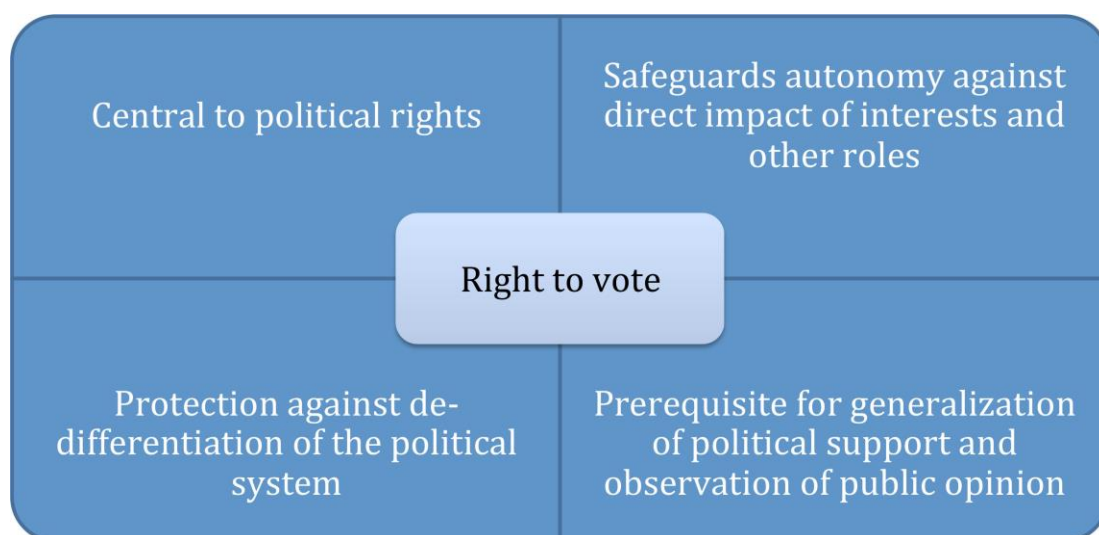 Central to political rights
Safeguards autonomy against
direct impact of interests and
other roles
Right to vote
Protection against de-
differentiation of the political
system
Prerequisite for generalization
of political support and
observation of public opinion